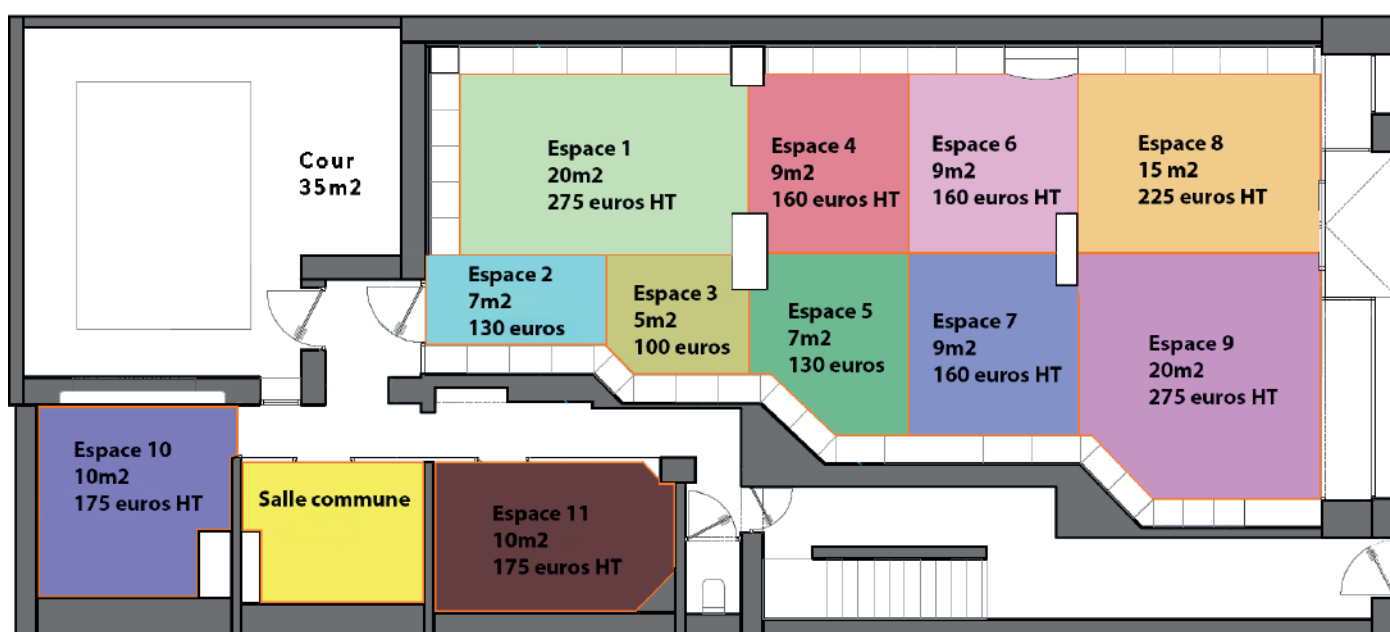 Cour
35m2
Espace 1
20m2
275 euros HT
Espace 2
7m2
130 euros
Espace 3
5m2
100 euros
Espace 4
9m2
160 euros HT
Espace 5
7m2
130 euros
Espace 6
9m2
160 euros HT
Espace 7
9m2
160 euros HT
Espace 8
15 m2
225 euros HT
Espace 9
20m2
275 euros HT
Espace 10
10m2
175 euros HT
Salle commune
Espace 11
10m2
175 euros HT